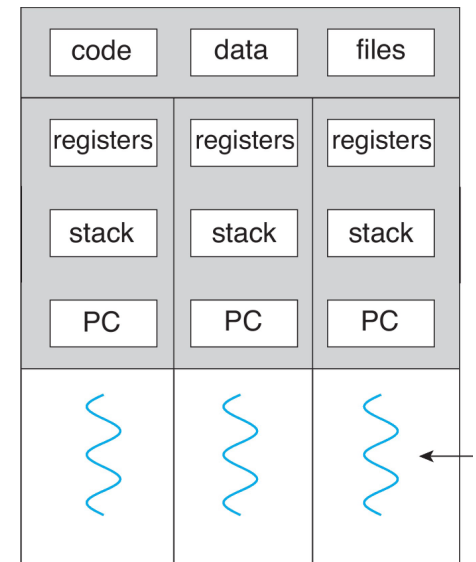 code data files
registers registers registers
stack stack stack
PC PC PC